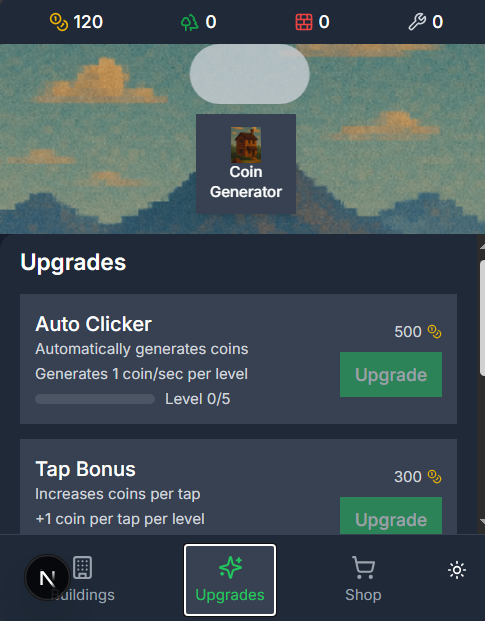 120 0 0 0
Coin
Generator
Upgrades
Auto Clicker
500
Automatically generates coins
Generates 1 coin/sec per level
Upgrade
Level 0/5
Tap Bonus
300
Increases coins per tap
+1 coin per tap per level
Upgrade
N
Buildings
Upgrades
Shop